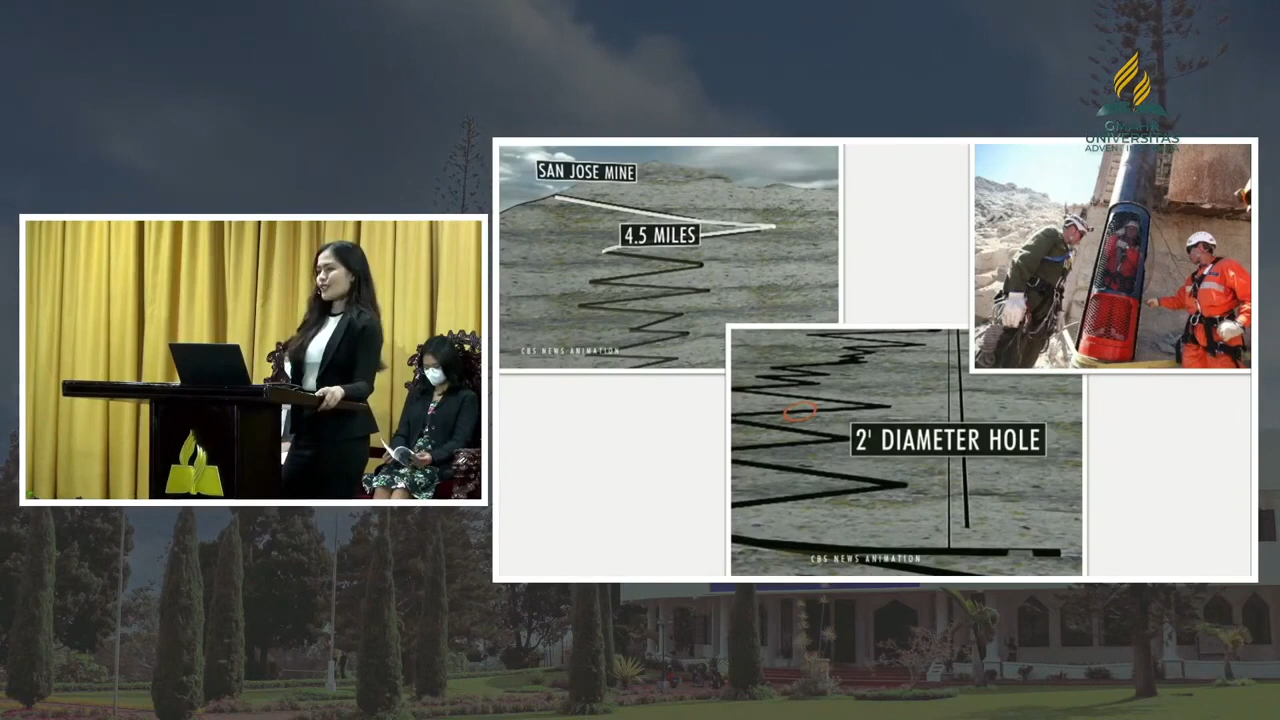 UNIVERSITAS
SAN JOSE MINE
4.5 MILES
CBS NEWS ANIMATION
2' DIAMETER HOLE
CBS NEWS ANIMATION